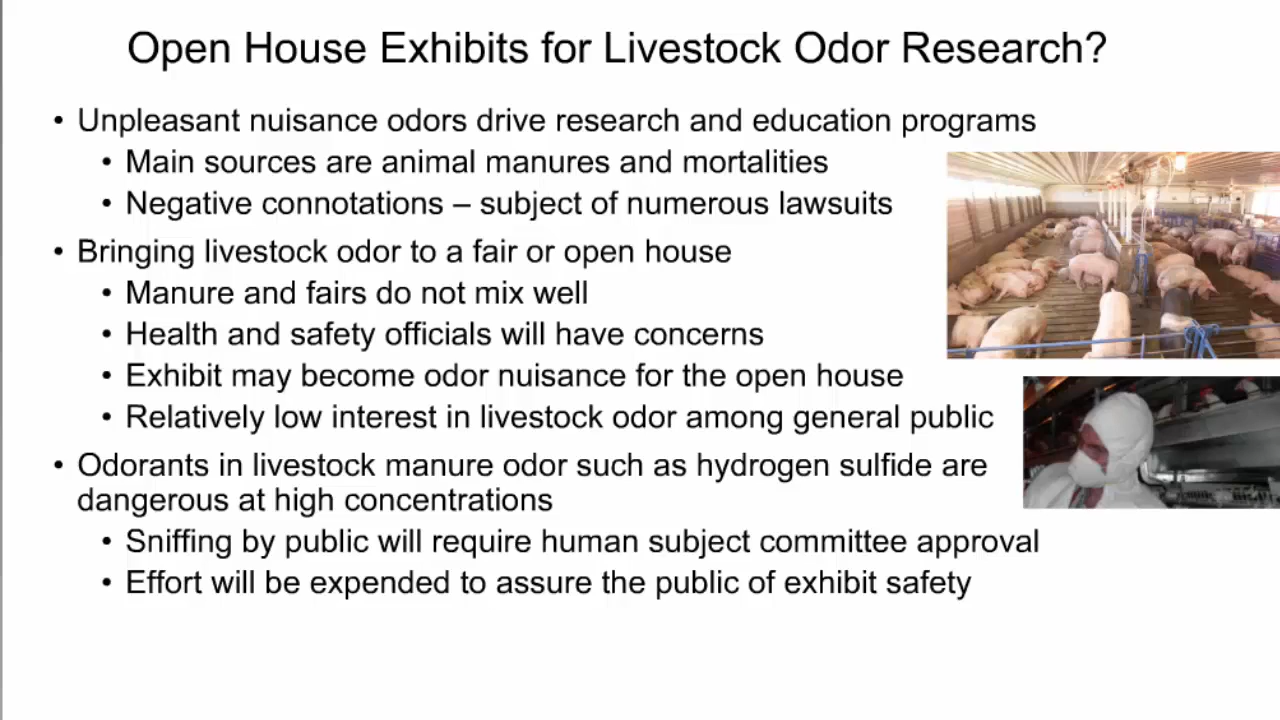 Open House Exhibits for Livestock Odor Research?
• Unpleasant nuisance odors drive research and education programs
• Main sources are animal manures and mortalities
• Negative connotations – subject of numerous lawsuits
• Bringing livestock odor to a fair or open house
• Manure and fairs do not mix well
• Health and safety officials will have concerns
• Exhibit may become odor nuisance for the open house
• Relatively low interest in livestock odor among general public
• Odorants in livestock manure odor such as hydrogen sulfide are
dangerous at high concentrations
• Sniffing by public will require human subject committee approval
• Effort will be expended to assure the public of exhibit safety